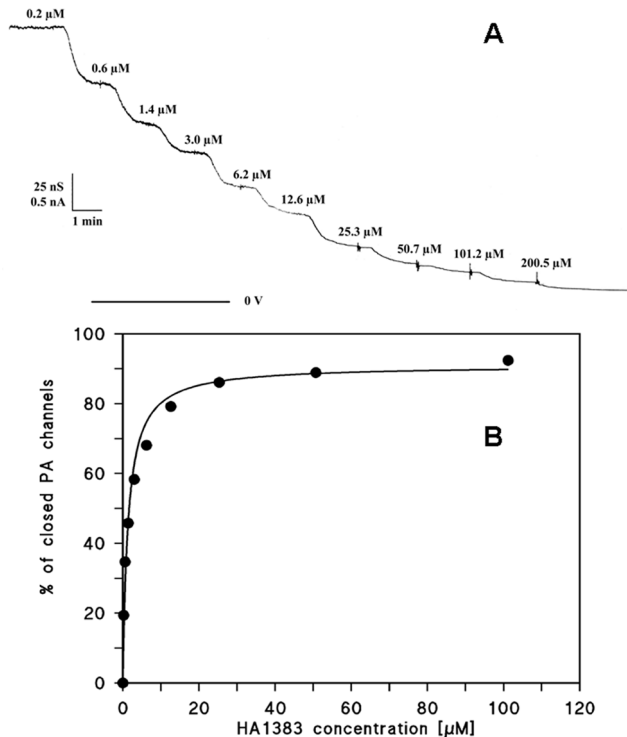 0.2 µM
A
0.6 µM
1.4 µM
3.0 µM
6.2 µM
25 nS
0.5 nA
1 min
12.6 µM
25.3 µM
50.7 µM
101.2 µM
200.5 µM
0 V
B
% of closed PA channels
100
80
60
40
20
0
0 20 40 60 80 100 120
HA1383 concentration [µM]